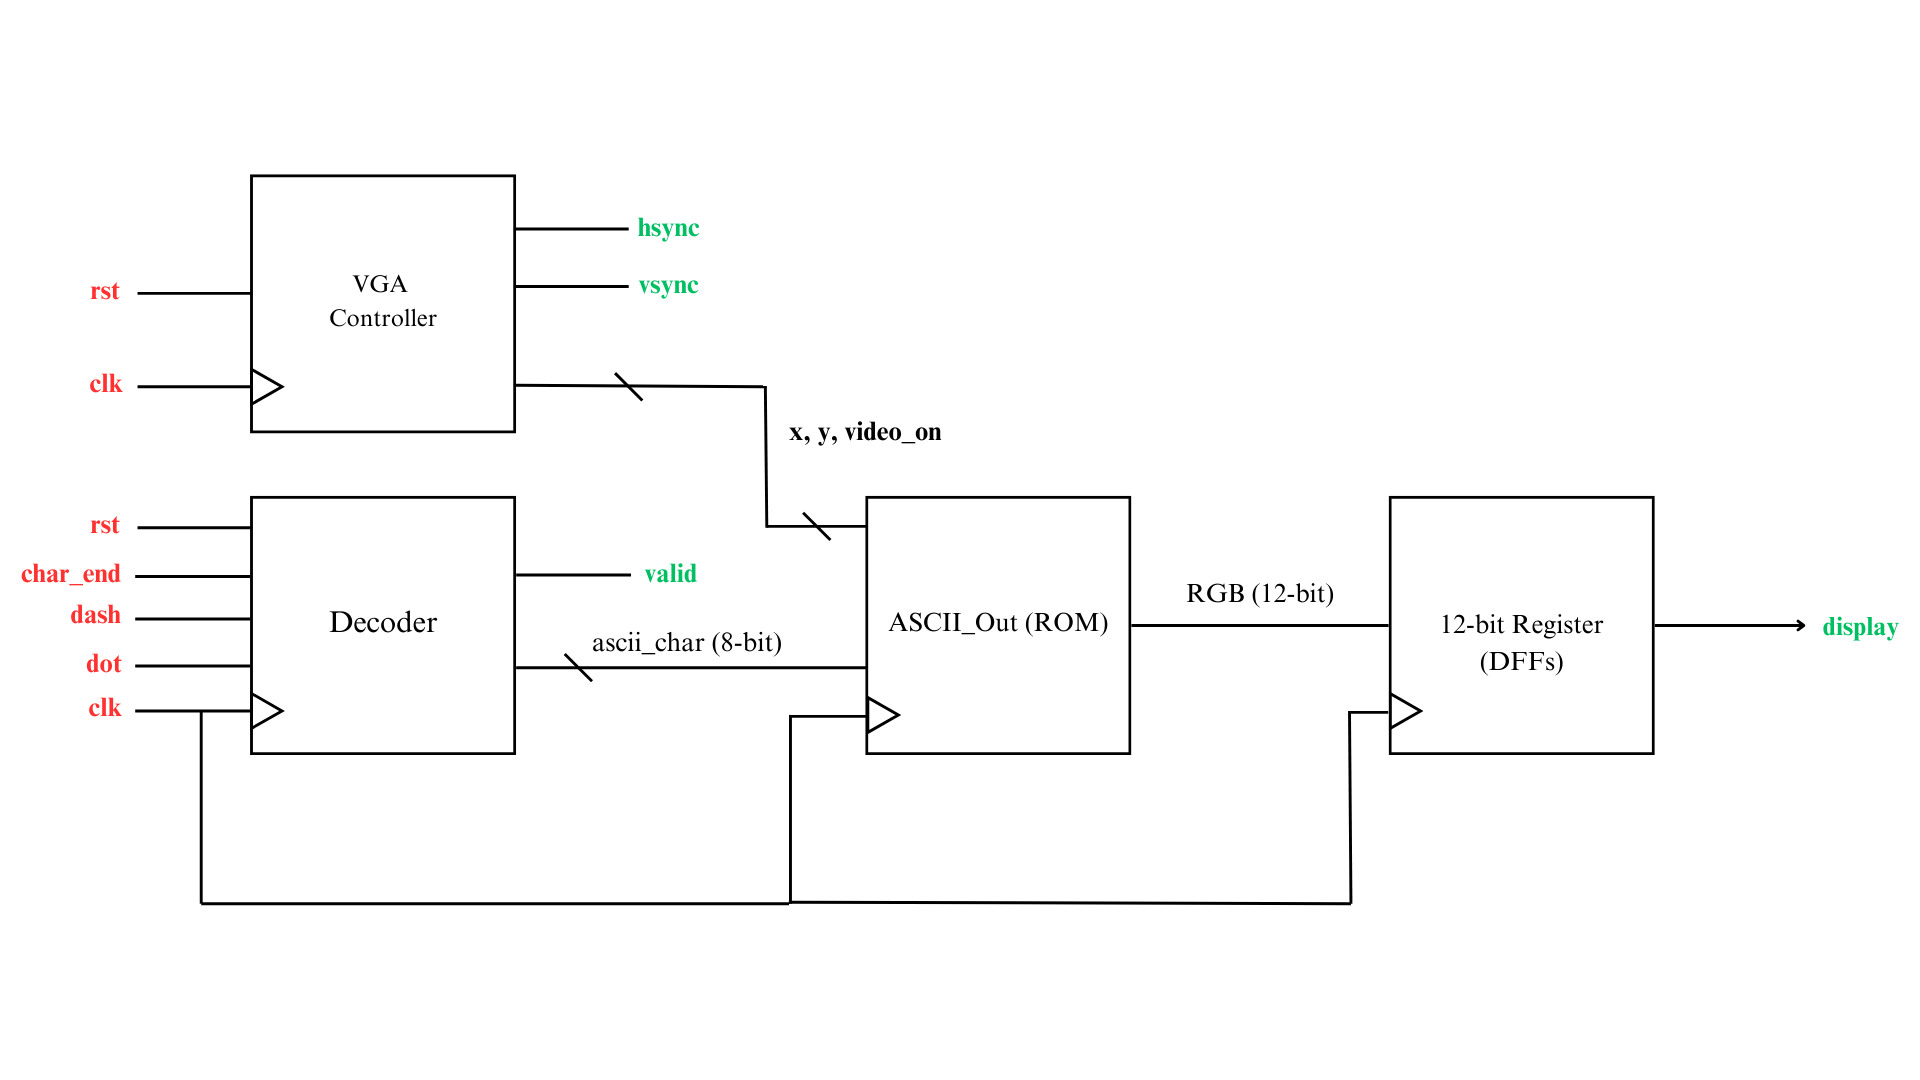 hsync
VGA
Controller
vsync
rst
clk
x, y, video_on
rst
char_end
dash
dot
clk
Decoder
valid
ascii_char (8-bit)
ASCII_Out (ROM)
RGB (12-bit)
12-bit Register
(DFFs)
display